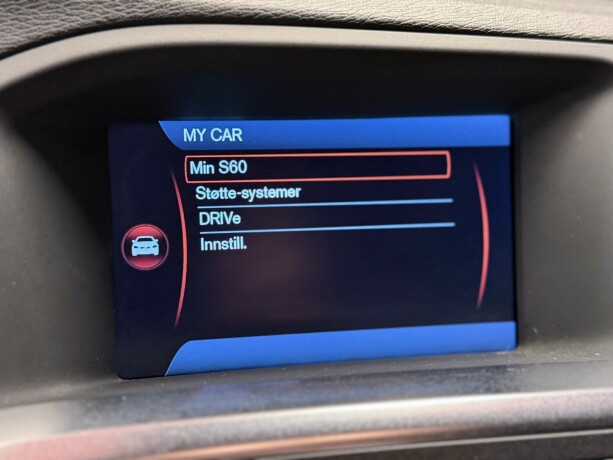 MY CAR
Min S60
Støtte-systemer
DRIVe
Innstill.